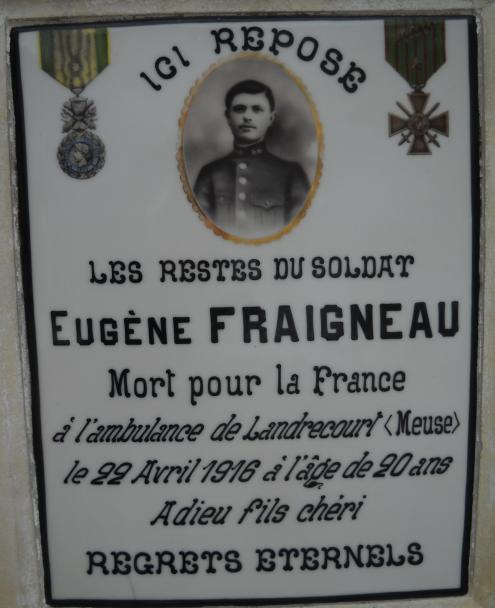 ICI REPOSE
LES RESTES DU SOLDAT
EUGÈNE FRAIGNEAU
Mort pour la France
à l'ambulance de Landrecourt <Meuse>
le 22 Avril 1916 à l'âge de 20 ans
Adieu fils chéri
REGRETS ETERNELS